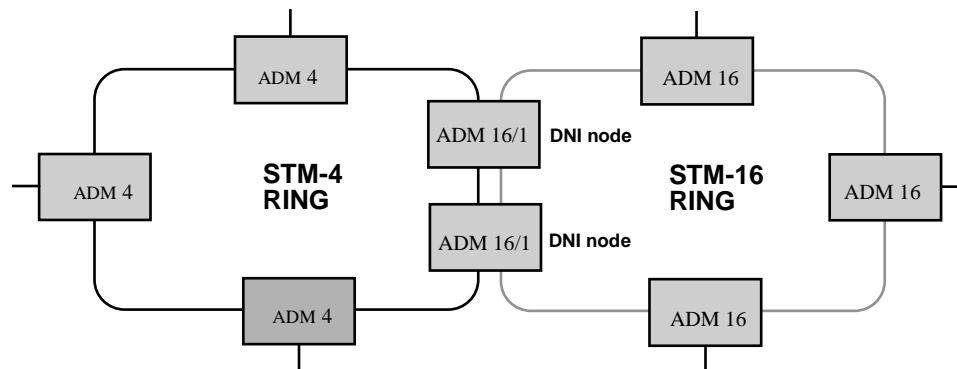 ADM 4
ADM 16
ADM 16/1
DNI node
ADM 4
STM-4
RING
STM-16
RING
ADM 16
ADM 16/1
DNI node
ADM 4
ADM 16